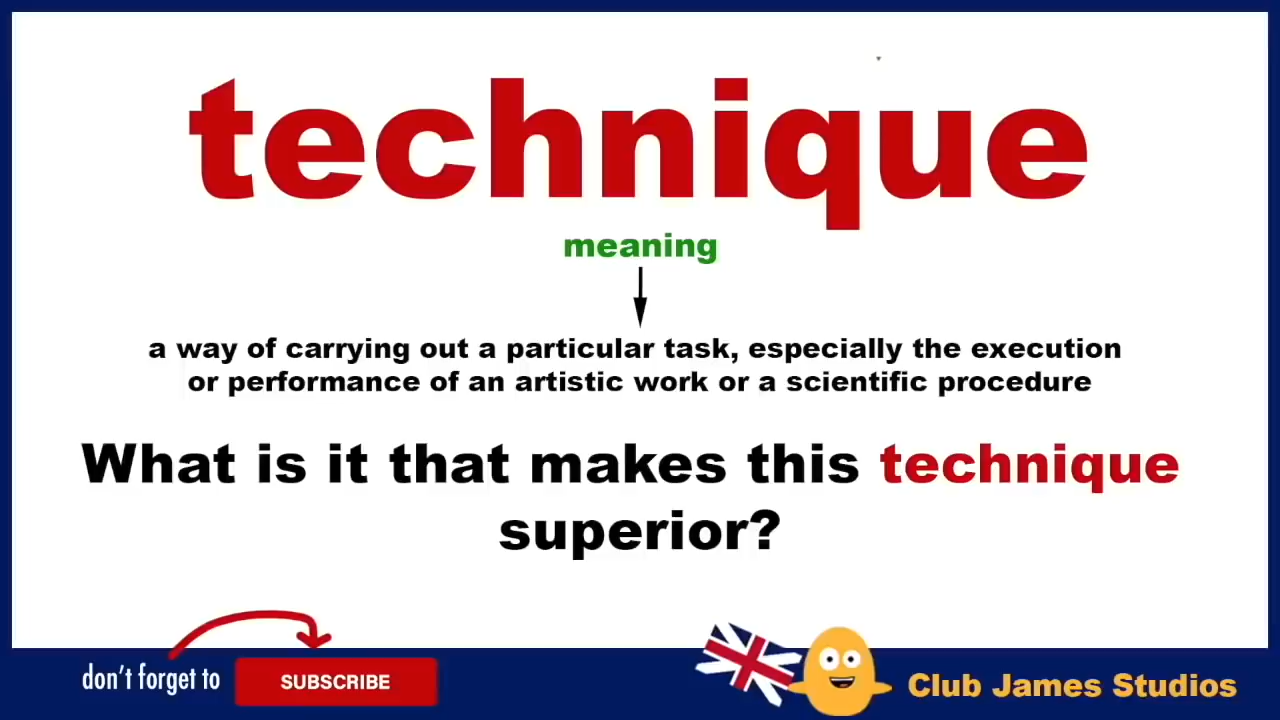 technique
meaning
a way of carrying out a particular task, especially the execution
or performance of an artistic work or a scientific procedure
What is it that makes this technique
superior?
don't forget to
SUBSCRIBE
Club James Studios